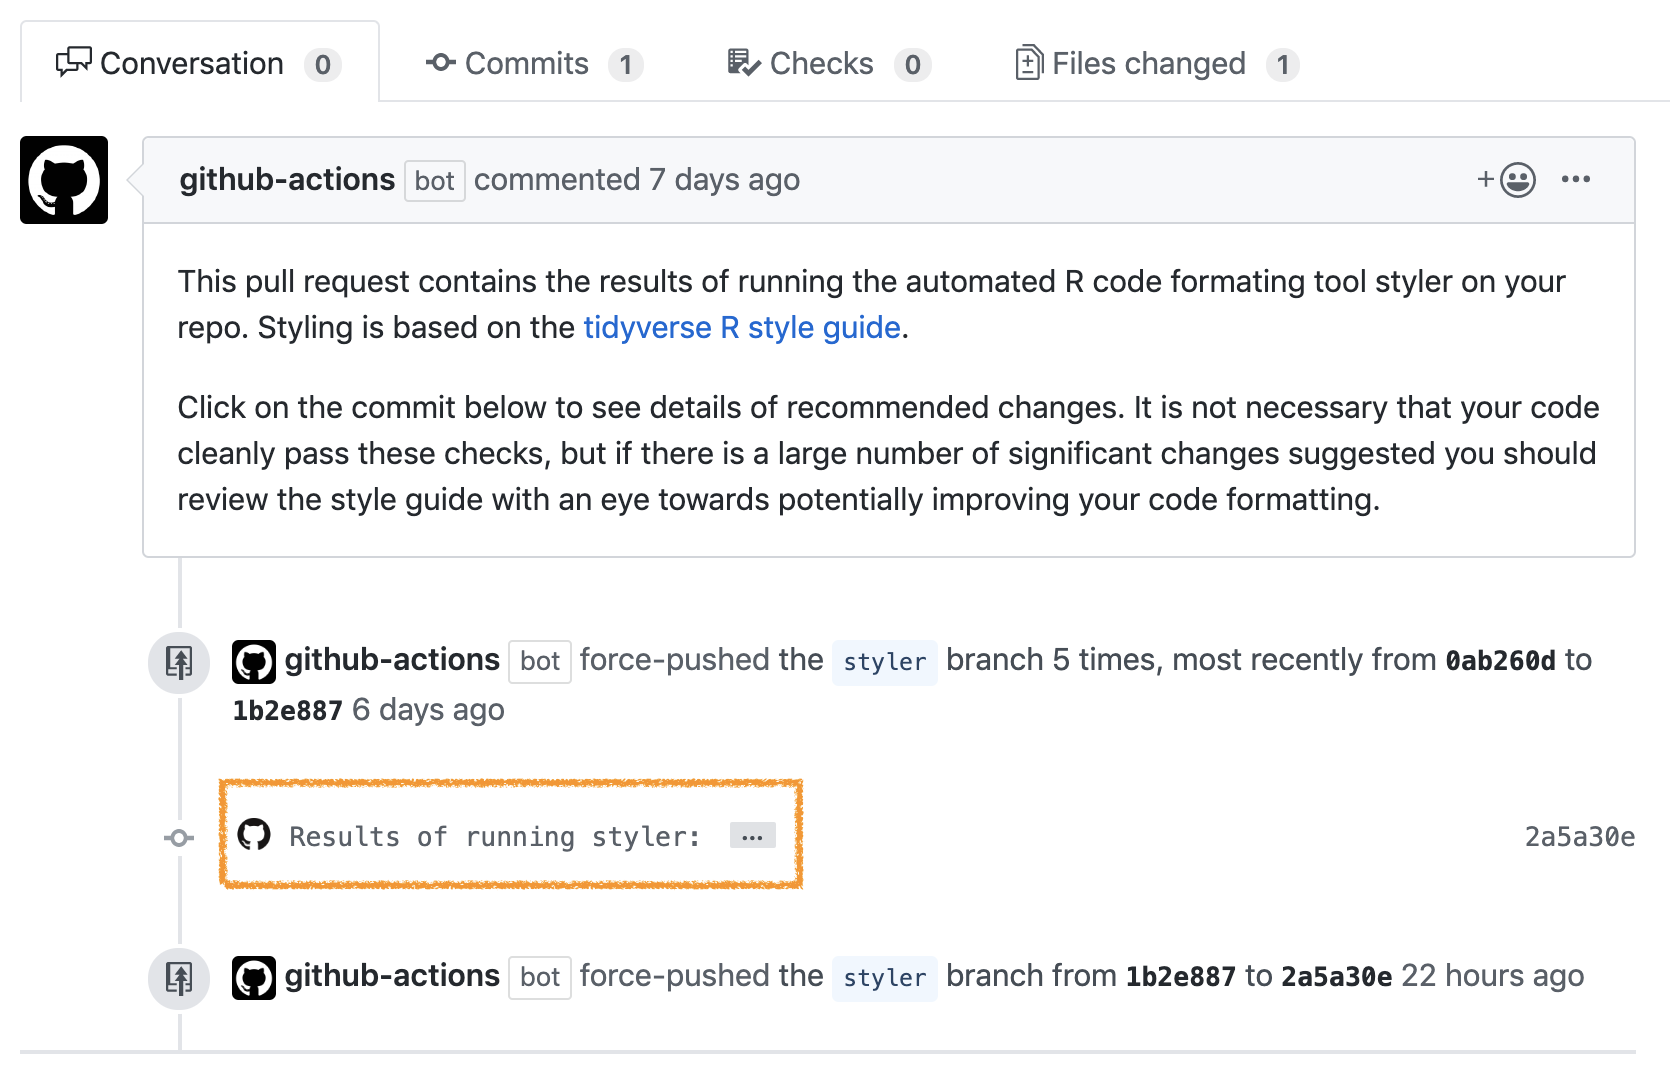 Conversation 0 Commits 1 Checks 0 Files changed 1
github-actions bot commented 7 days ago
This pull request contains the results of running the automated R code formating tool styler on your
repo. Styling is based on the tidyverse R style guide.
Click on the commit below to see details of recommended changes. It is not necessary that your code
cleanly pass these checks, but if there is a large number of significant changes suggested you should
review the style guide with an eye towards potentially improving your code formatting.
github-actions bot force-pushed the styler branch 5 times, most recently from 0ab260d to
1b2e887 6 days ago
Results of running styler: … 2a5a30e
github-actions bot force-pushed the styler branch from 1b2e887 to 2a5a30e 22 hours ago